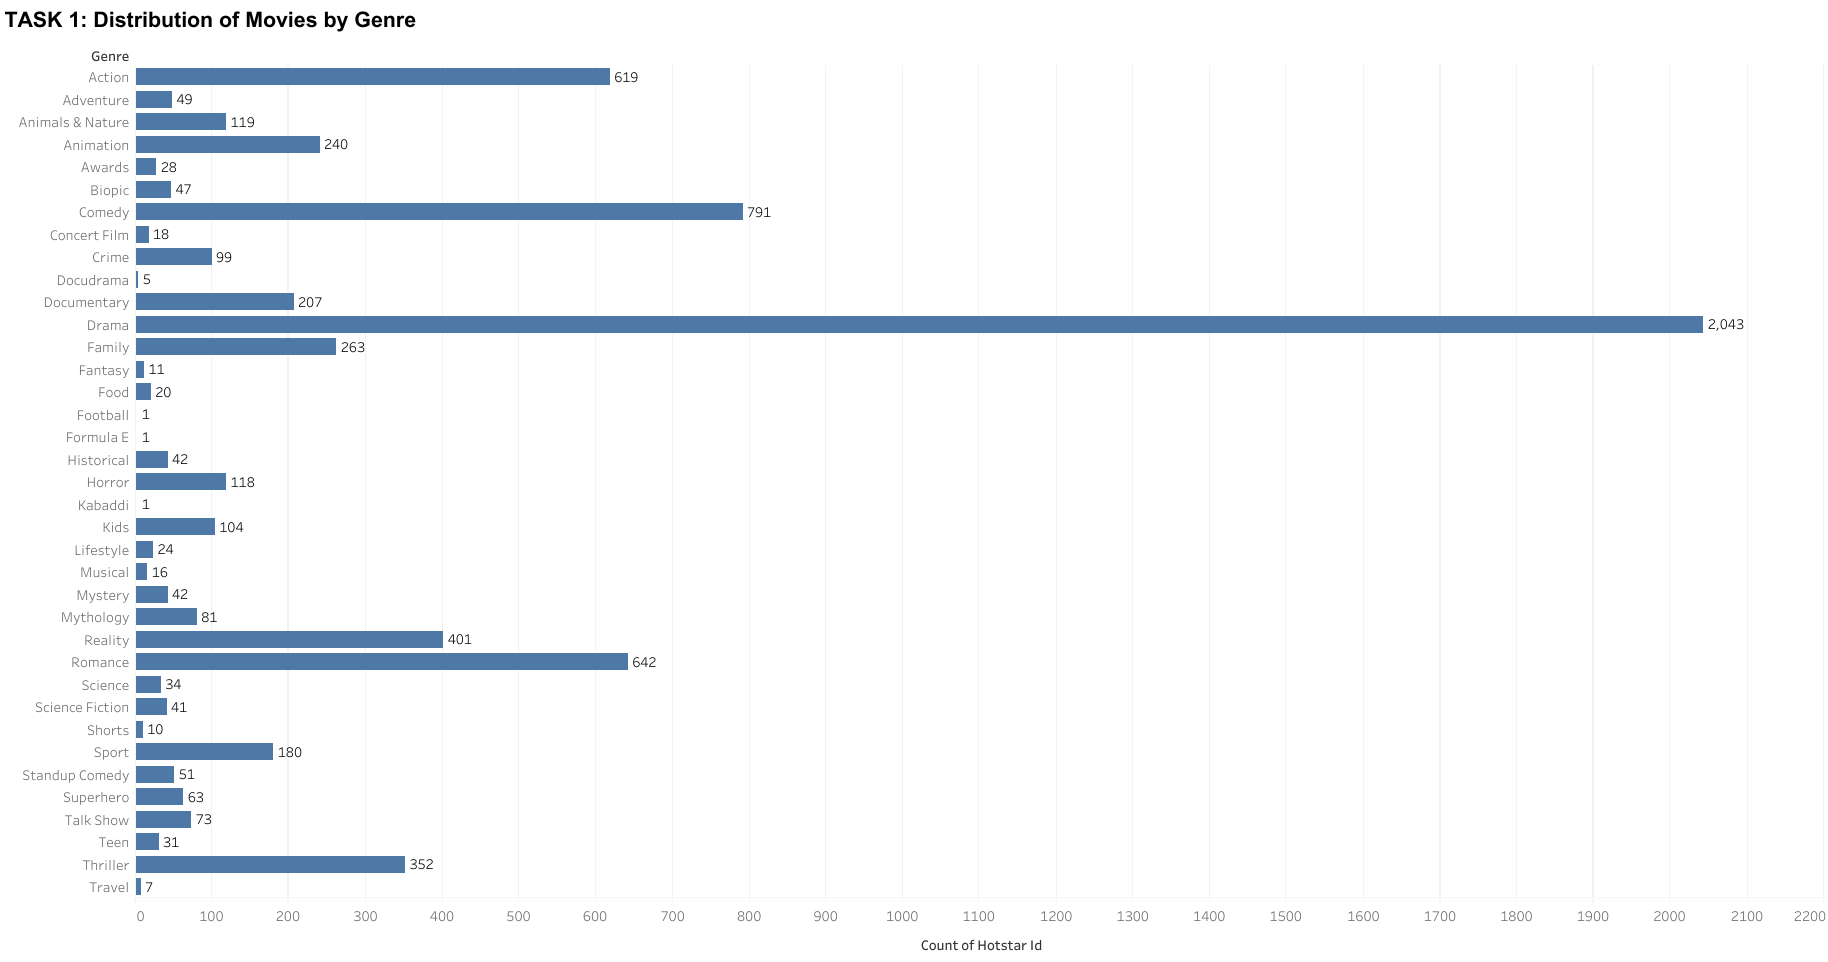 TASK 1: Distribution of Movies by Genre
Genre
Action 619
Adventure 49
Animals & Nature 119
Animation 240
Awards 28
Biopic 47
Comedy 791
Concert Film 18
Crime 99
Docudrama 5
Documentary 207
Drama 2,043
Family 263
Fantasy 11
Food 20
Football 1
Formula E 1
Historical 42
Horror 118
Kabaddi 1
Kids 104
Lifestyle 24
Musical 16
Mystery 42
Mythology 81
Reality 401
Romance 642
Science 34
Science Fiction 41
Shorts 10
Sport 180
Standup Comedy 51
Superhero 63
Talk Show 73
Teen 31
Thriller 352
Travel 7
0 100 200 300 400 500 600 700 800 900 1000 1100 1200 1300 1400 1500 1600 1700 1800 1900 2000 2100 2200
Count of Hotstar Id